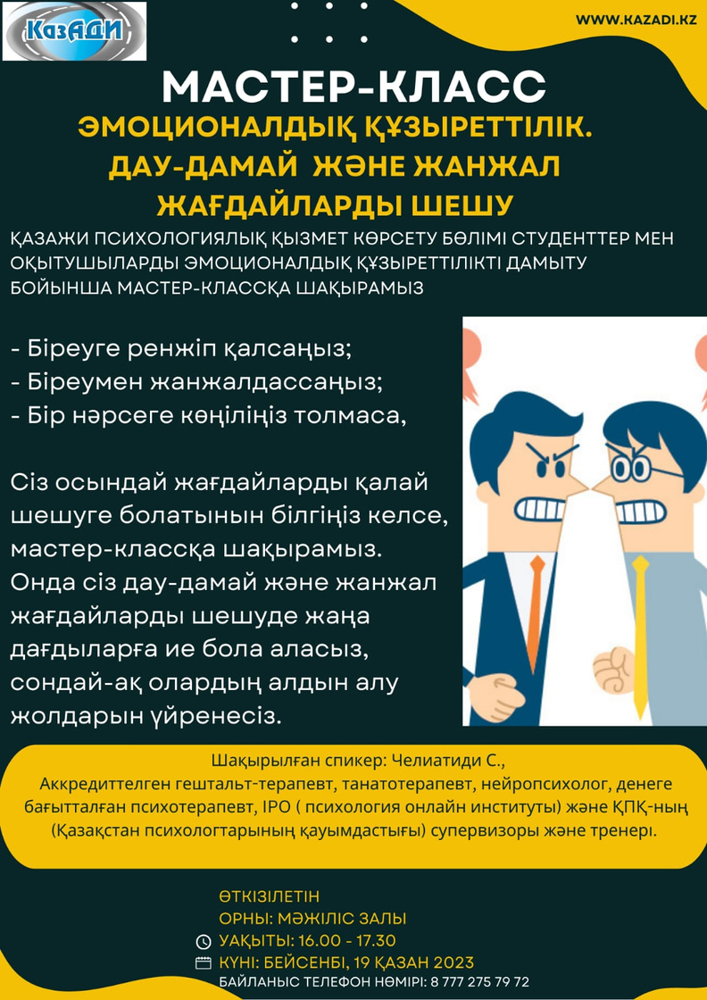 КазАДИ
WWW.KAZADI.KZ
МАСТЕР-КЛАСС
ЭМОЦИОНАЛДЫҚ ҚҰЗЫРЕТТІЛІК.
ДАУ-ДАМАЙ ЖӘНЕ ЖАНЖАЛ
ЖАҒДАЙЛАРДЫ ШЕШУ
ҚАЗАЖИ ПСИХОЛОГИЯЛЫҚ ҚЫЗМЕТ КӨРСЕТУ БӨЛІМІ СТУДЕНТТЕР МЕН
ОҚЫТУШЫЛАРДЫ ЭМОЦИОНАЛДЫҚ ҚҰЗЫРЕТТІЛІКТІ ДАМЫТУ
БОЙЫНША МАСТЕР-КЛАССҚА ШАҚЫРАМЫЗ
- Біреуге ренжіп қалсаңыз;
- Біреумен жанжалдассаңыз;
- Бір нәрсеге көңіліңіз толмаса,
Сіз осындай жағдайларды қалай
шешуге болатынын білгіңіз келсе,
мастер-классқа шақырамыз.
Онда сіз дау-дамай және жанжал
жағдайларды шешуде жаңа
дағдыларға ие бола аласыз,
сондай-ақ олардың алдын алу
жолдарын үйренесіз.
Шақырылған спикер: Челиатиди С.,
Аккредиттелген гештальт-терапевт, танатотерапевт, нейропсихолог, денеге
бағытталған психотерапевт, IPO ( психология онлайн институты) және ҚПҚ-ның
(Қазақстан психологтарының қауымдастығы) супервизоры және тренері.
ӨТКІЗІЛЕТІН
ОРНЫ: МӘЖІЛІС ЗАЛЫ
УАҚЫТЫ: 16.00 - 17.30
КҮНІ: БЕЙСЕНБІ, 19 ҚАЗАН 2023
БАЙЛАНЫС ТЕЛЕФОН НӨМІРІ: 8 777 275 79 72